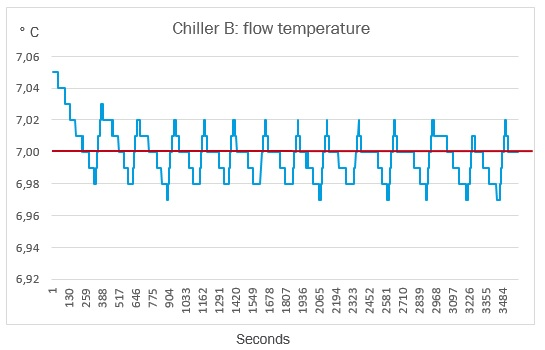 Chiller B: flow temperature
° C
7,06
7,04
7,02
7,00
6,98
6,96
6,94
6,92
1 130 259 388 517 646 775 904 1033 1162 1291 1420 1549 1678 1807 1936 2065 2194 2323 2452 2581 2710 2839 2968 3097 3226 3355 3484
Seconds